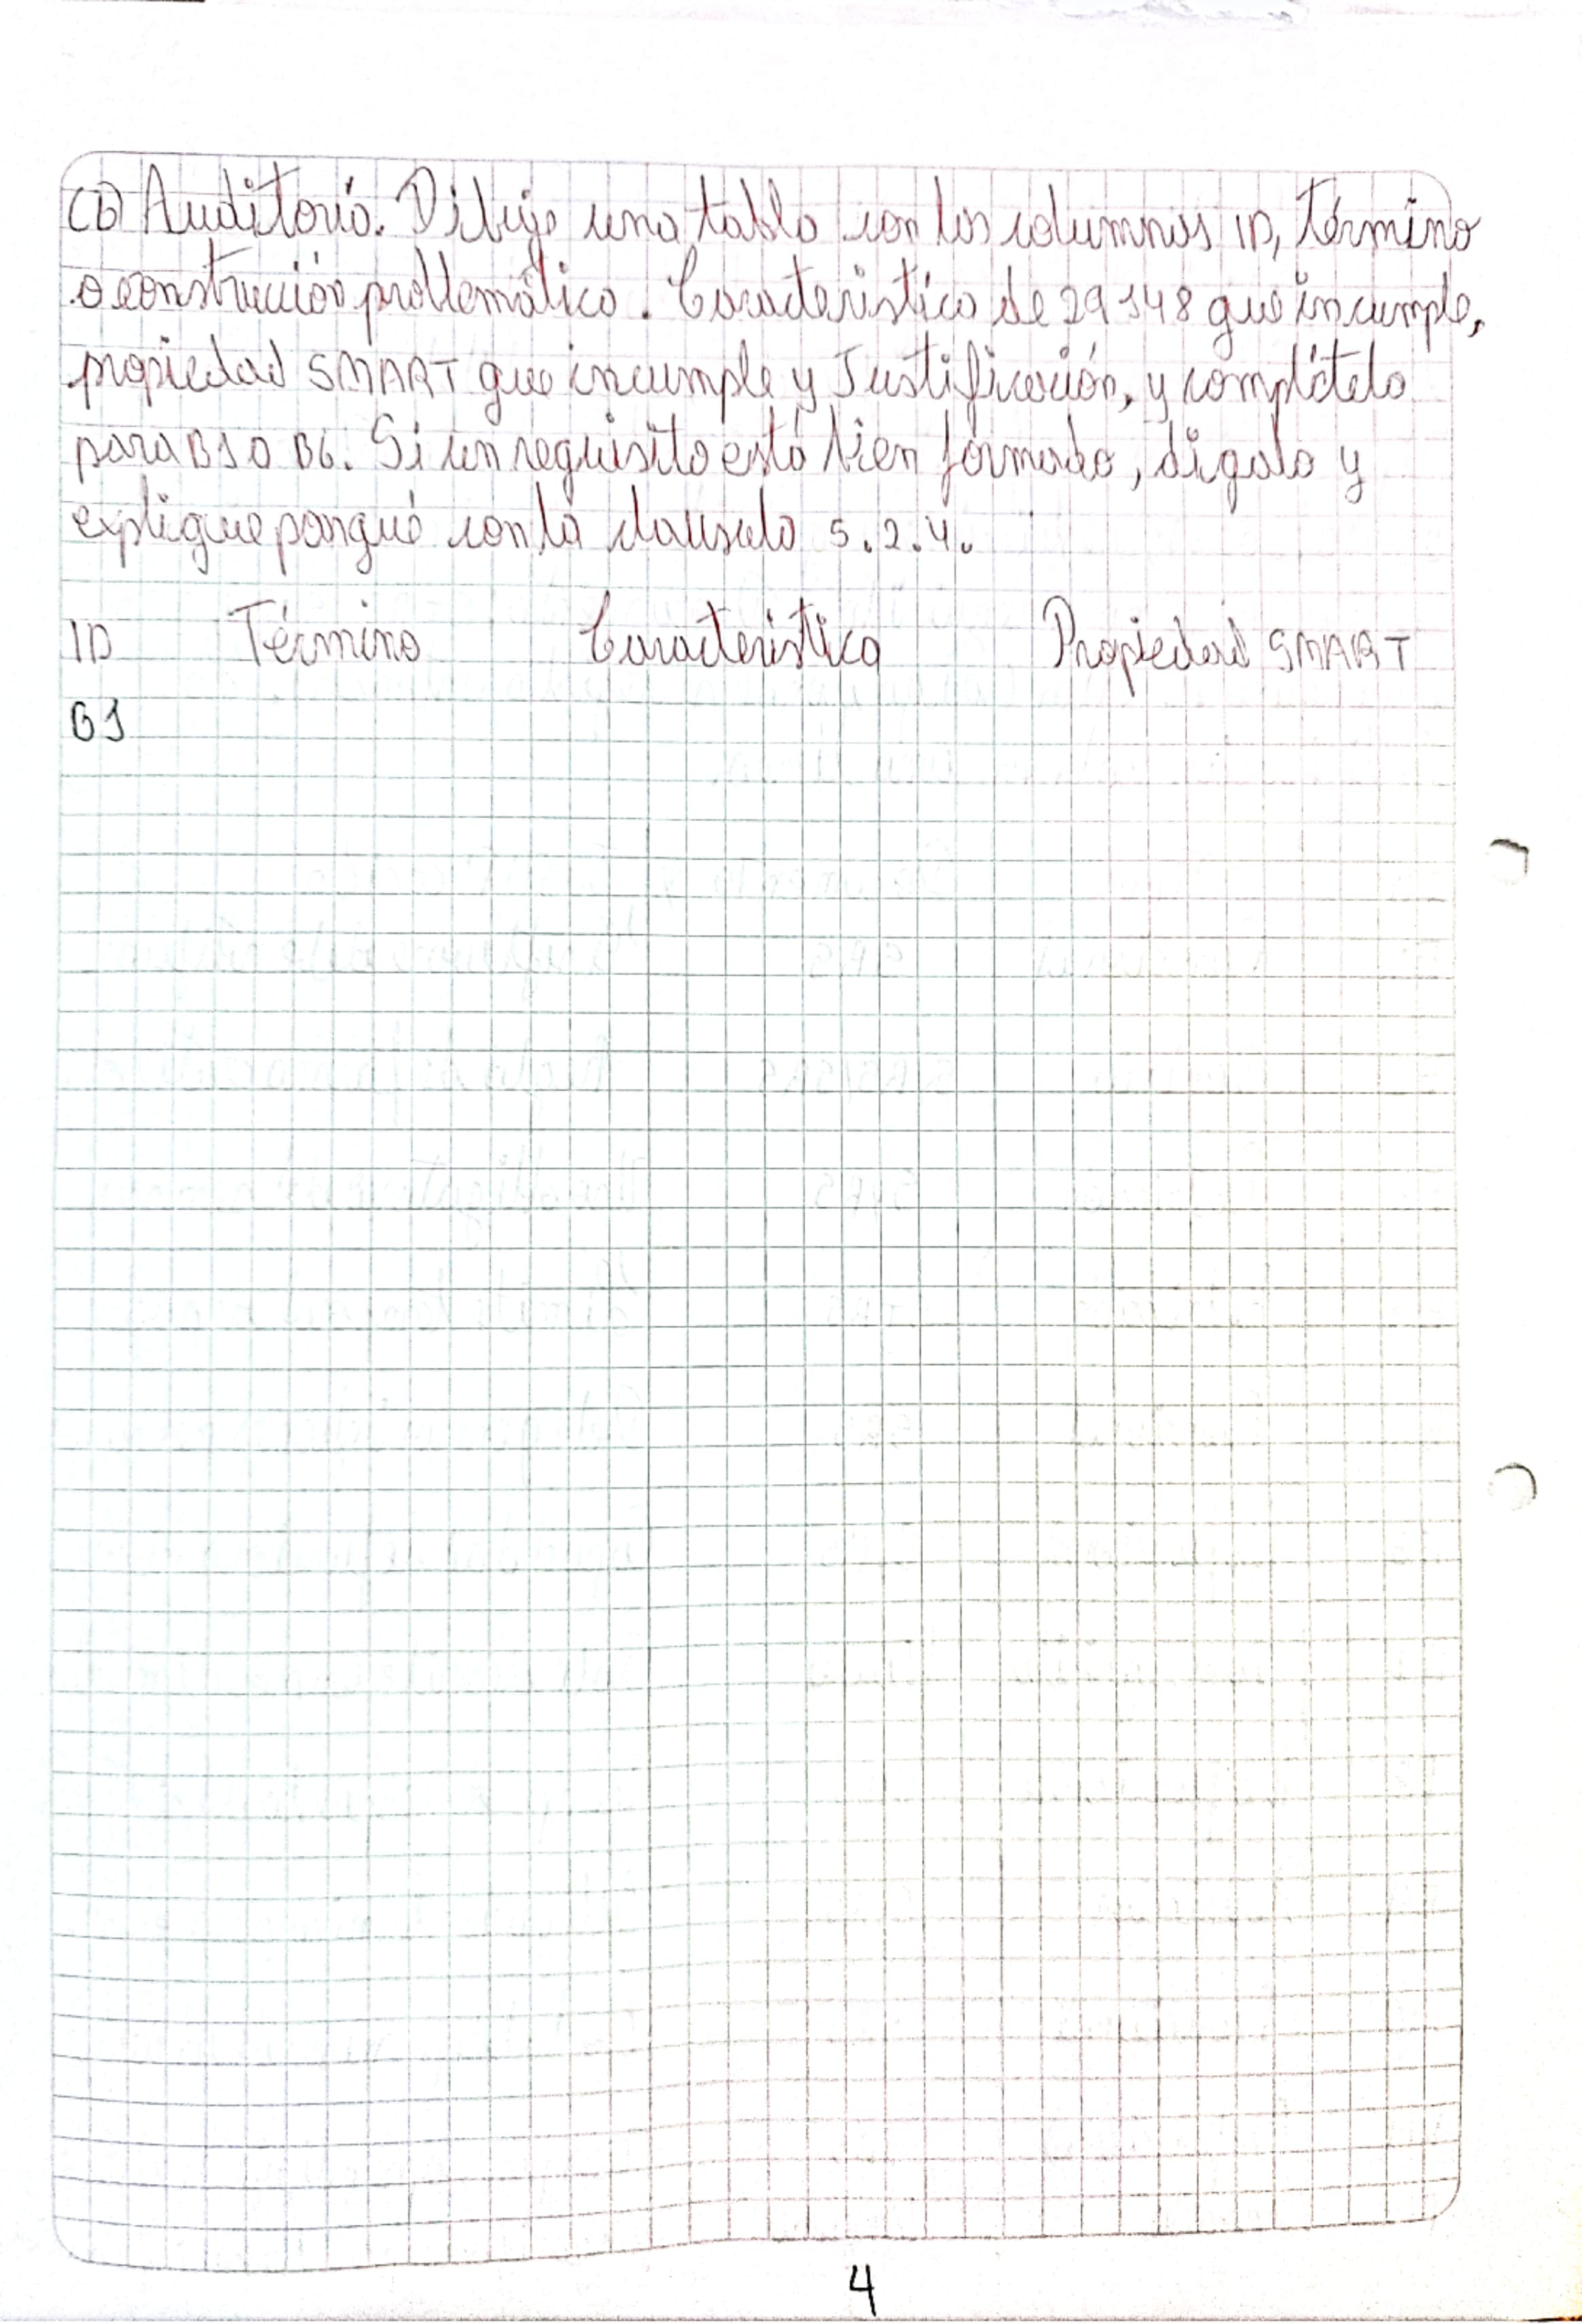 (b) Auditoría. Dibuje una tabla con las columnas ID, Término
o construcción problemática. Característica de 29148 que incumple,
propiedad SMART que incumple y Justificación, y complétela
para B1 a B6. Si un requisito está bien formado, dígalo y
explique porqué con la clausula 5.2.4.
ID Término Característica Propiedad SMART
B1
4